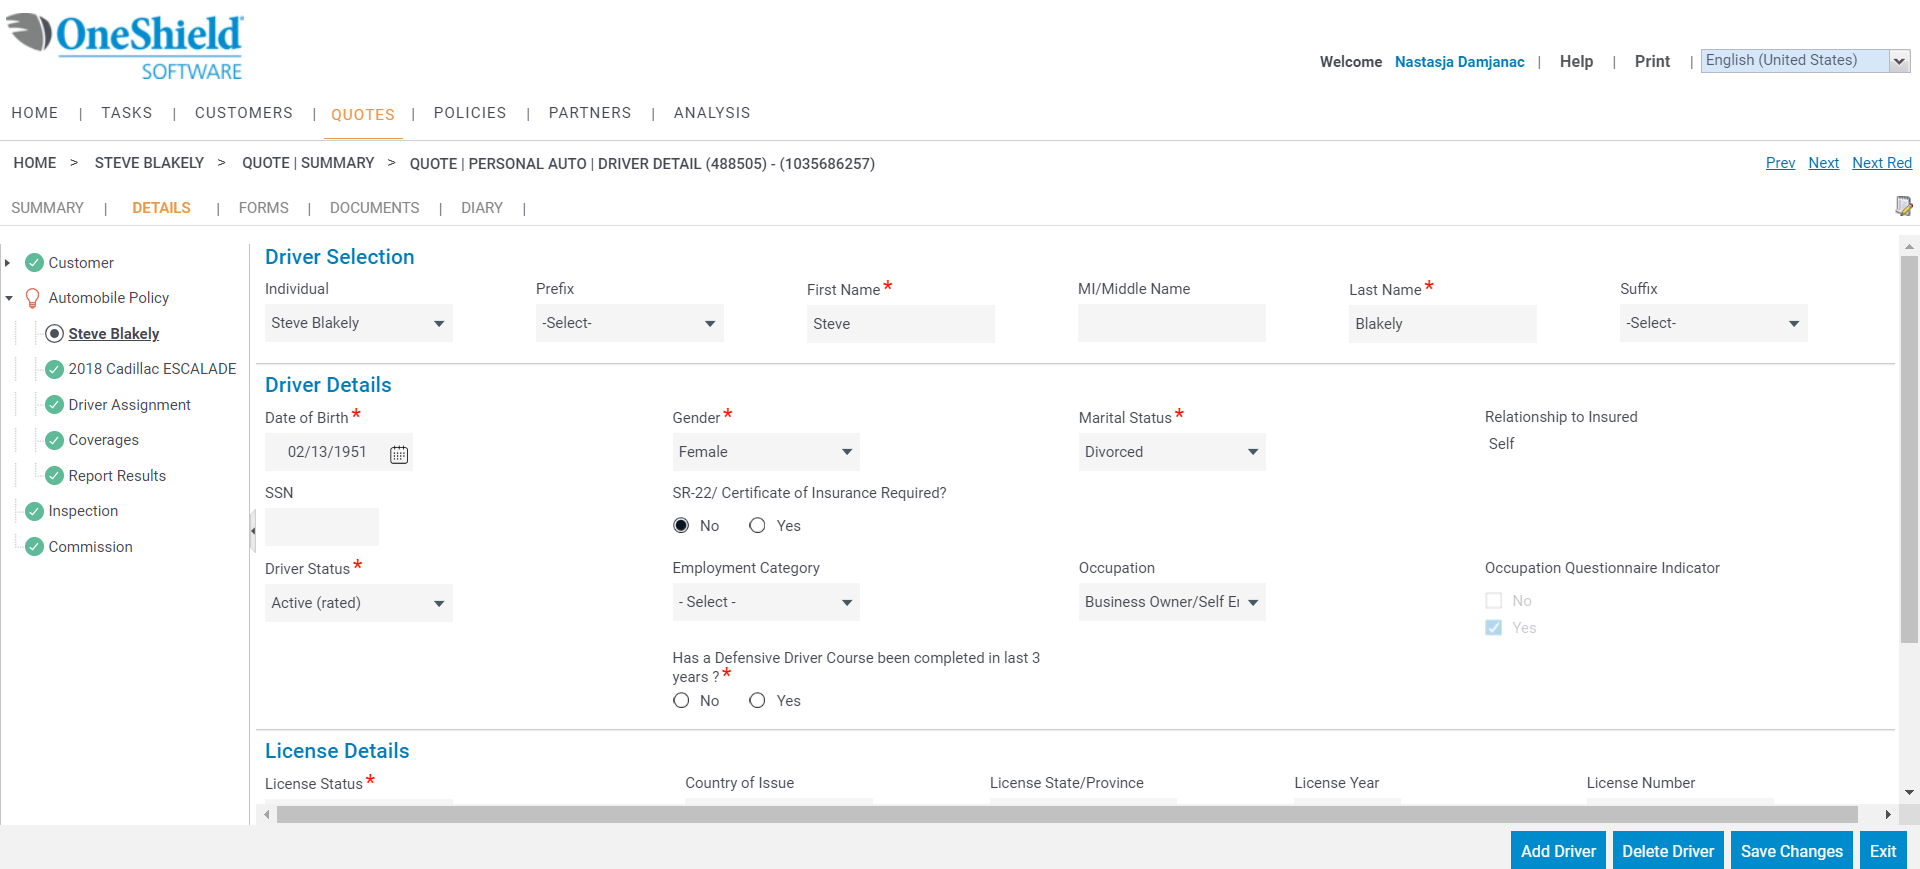 OneShield
SOFTWARE
Welcome Nastasja Damjanac | Help | Print | English (United States)
HOME | TASKS | CUSTOMERS | QUOTES | POLICIES | PARTNERS | ANALYSIS
HOME > STEVE BLAKELY > QUOTE | SUMMARY > QUOTE | PERSONAL AUTO | DRIVER DETAIL (488505) - (1035686257)
Prev Next Next Red
SUMMARY | DETAILS | FORMS | DOCUMENTS | DIARY |
Customer
Automobile Policy
Steve Blakely
2018 Cadillac ESCALADE
Driver Assignment
Coverages
Report Results
Inspection
Commission
Driver Selection
Individual Prefix First Name* MI/Middle Name Last Name* Suffix
Steve Blakely -Select- Steve Blakely -Select-
Driver Details
Date of Birth* Gender* Marital Status* Relationship to Insured
02/13/1951 Female Divorced Self
SSN SR-22/ Certificate of Insurance Required?
No Yes
Driver Status* Employment Category Occupation Occupation Questionnaire Indicator
Active (rated) - Select - Business Owner/Self E No
Yes
Has a Defensive Driver Course been completed in last 3
years ?*
No Yes
License Details
License Status* Country of Issue License State/Province License Year License Number
Add Driver Delete Driver Save Changes Exit